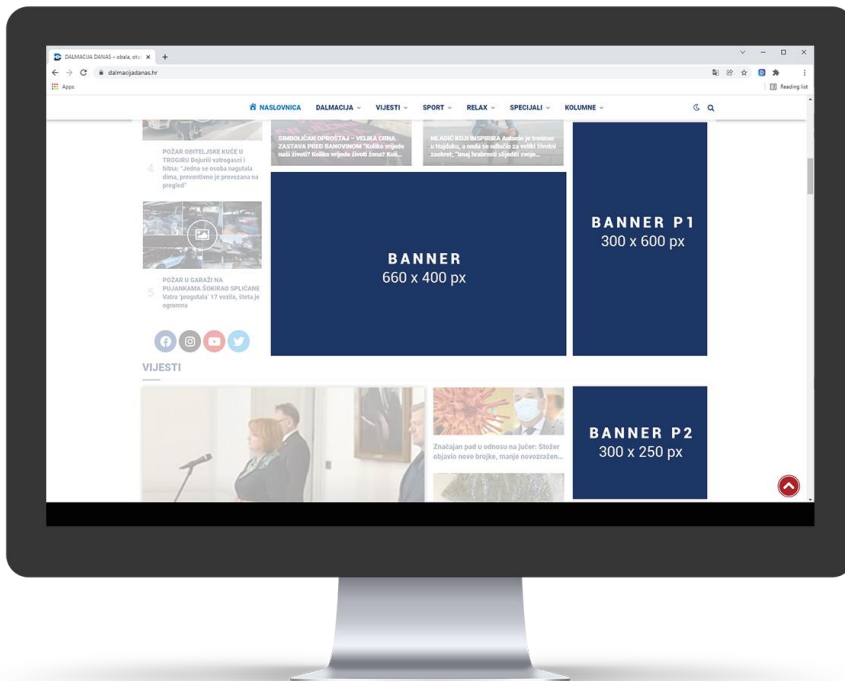 DALMACIJA DANAS – obala, oto
dalmacijadanas.hr
Apps
Reading list
NASLOVNICA DALMACIJA VIJESTI SPORT RELAX SPECIJALI KOLUMNE
4
POŽAR OBITELJSKE KUĆE U
TROGIRU Dojurili vatrogasci i
hitna: "Jedna se osoba nagutala
dima, preventivno je prevezana na
pregled"
SIMBOLIČAN OPROŠTAJ – VELIKA CRNA
ZASTAVA PRED BANOVINOM "Koliko vrijede
naši životi? Koliko vrijede životi žena? Koli...
MLADIĆ KOJI INSPIRIRA Antonio je trenirao
u Hajduku, a onda se odlučio za veliki životni
zaokret; "Imaj hrabrosti slijediti svoje...
BANNER
660 x 400 px
BANNER P1
300 x 600 px
5
POŽAR U GARAŽI NA
PUJANKAMA ŠOKIRAO SPLIĆANE
Vatra 'progutala' 17 vozila, šteta je
ogromna
VIJESTI
Značajan pad u odnosu na jučer: Stožer
objavio nove brojke, manje novozaražen...
BANNER P2
300 x 250 px